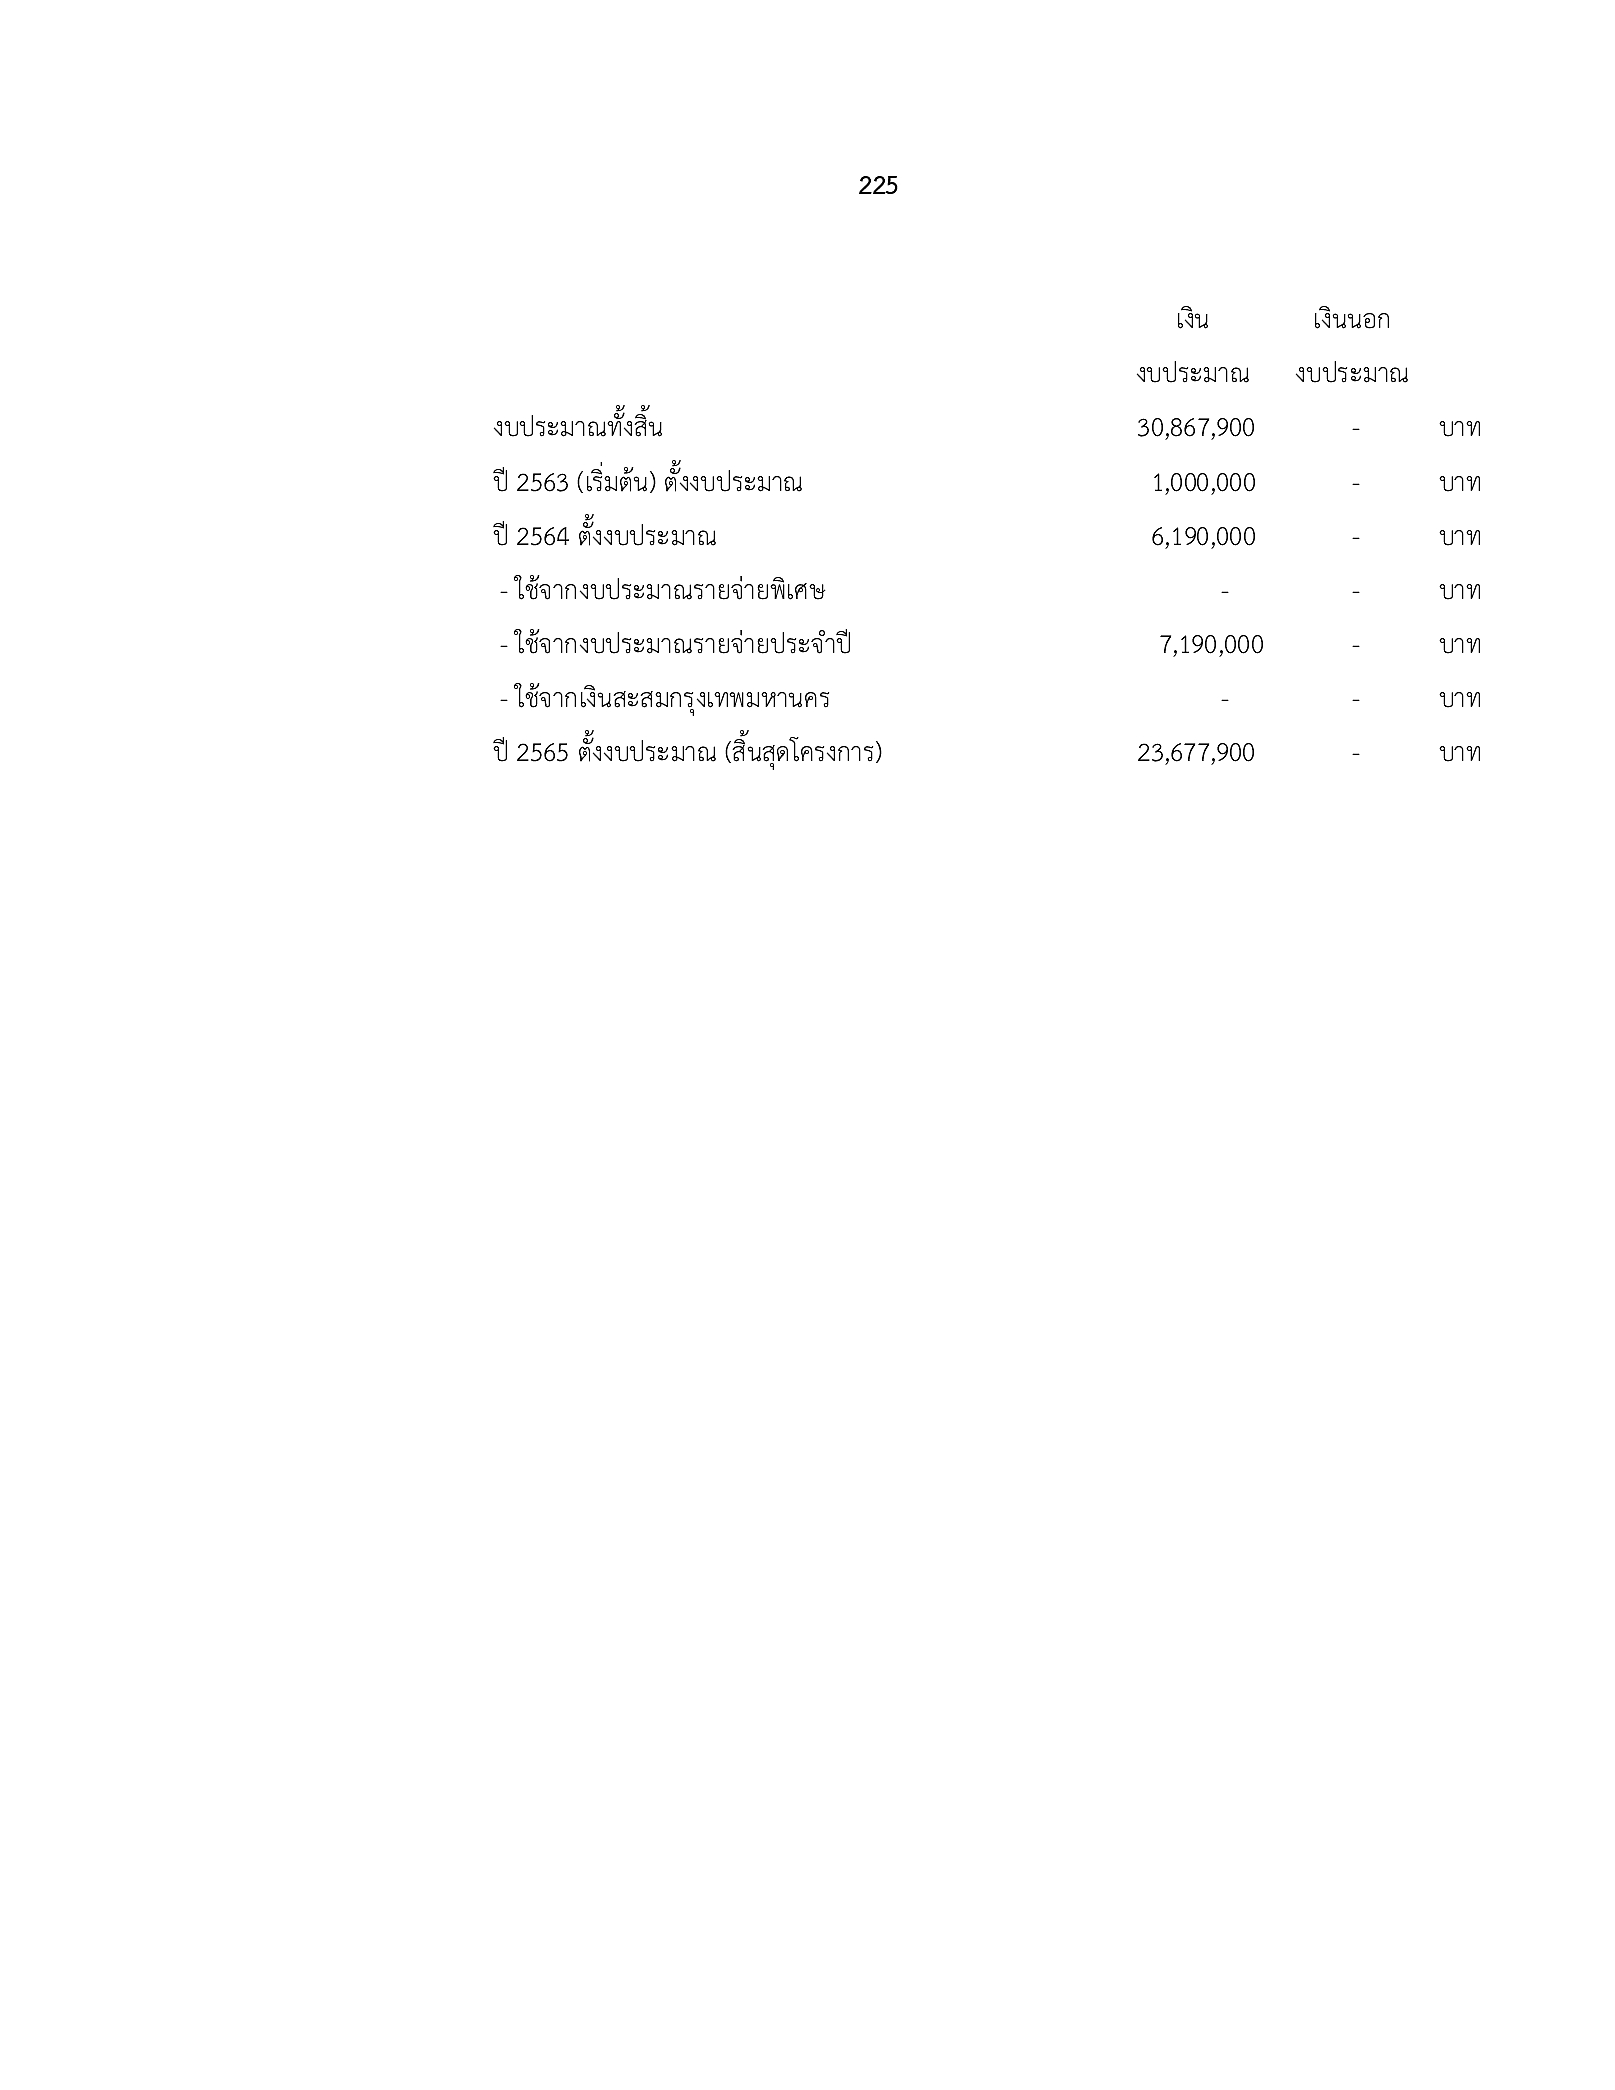 225
เงิน เงินนอก
งบประมาณ งบประมาณ
งบประมาณทั้งสิ้น 30,867,900 - บาท
ปี 2563 (เริ่มต้น) ตั้งงบประมาณ 1,000,000 - บาท
ปี 2564 ตั้งงบประมาณ 6,190,000 - บาท
- ใช้จากงบประมาณรายจ่ายพิเศษ - - บาท
- ใช้จากงบประมาณรายจ่ายประจำปี 7,190,000 - บาท
- ใช้จากเงินสะสมกรุงเทพมหานคร - - บาท
ปี 2565 ตั้งงบประมาณ (สิ้นสุดโครงการ) 23,677,900 - บาท